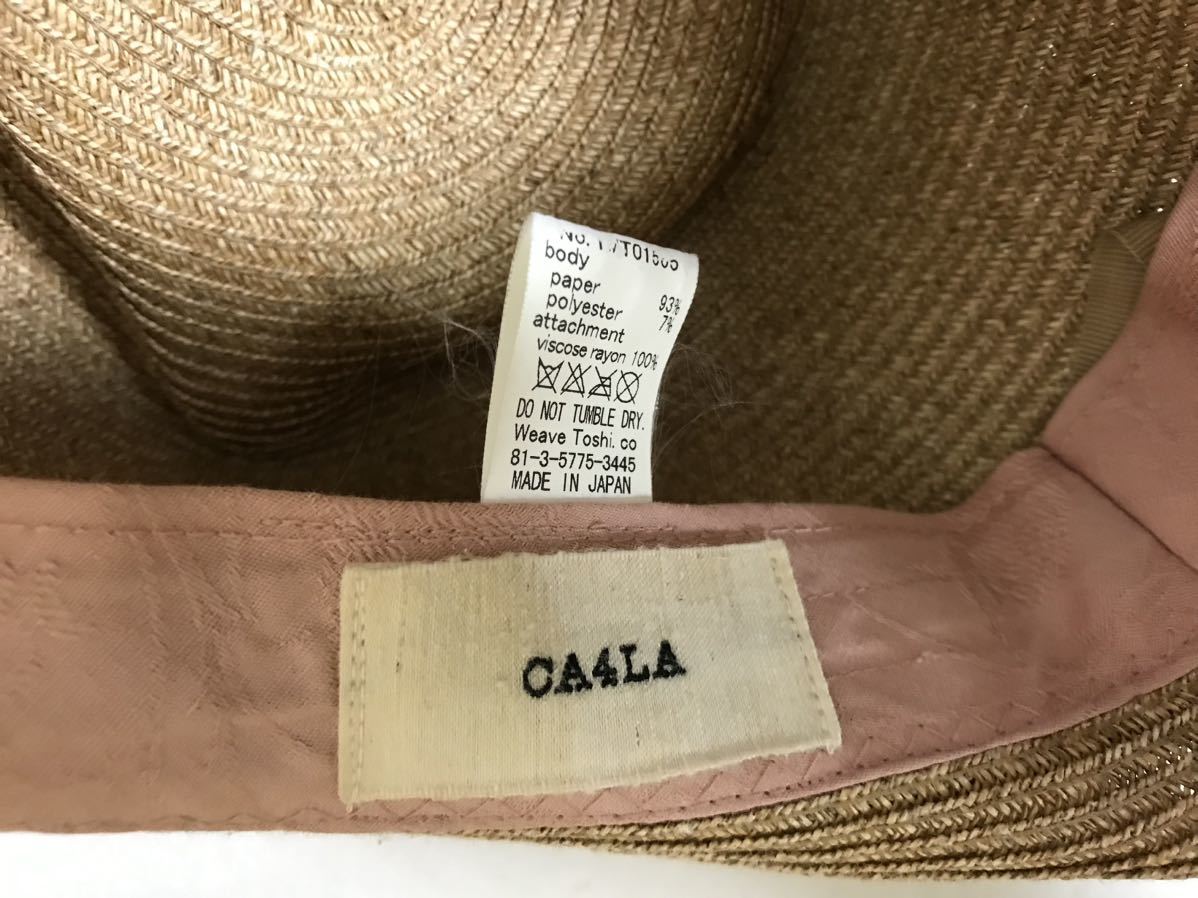 No.
body
paper 93%
polyester 7%
attachment
viscose rayon 100%
DO NOT TUMBLE DRY.
Weave Toshi. co
81-3-5775-3445
MADE IN JAPAN
CA4LA